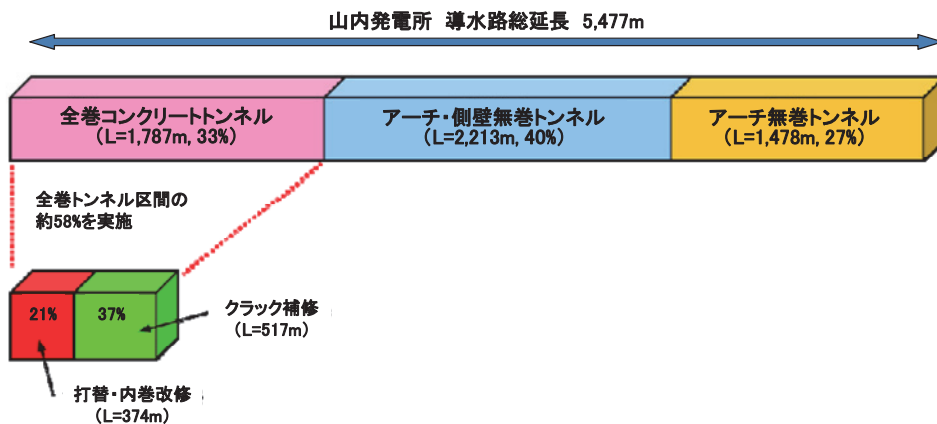 山内発電所 導水路総延長 5,477m
全巻コンクリートトンネル
(L=1,787m, 33%)
アーチ・側壁無巻トンネル
(L=2,213m, 40%)
アーチ無巻トンネル
(L=1,478m, 27%)
全巻トンネル区間の
約58%を実施
21%
37%
クラック補修
(L=517m)
打替・内巻改修
(L=374m)